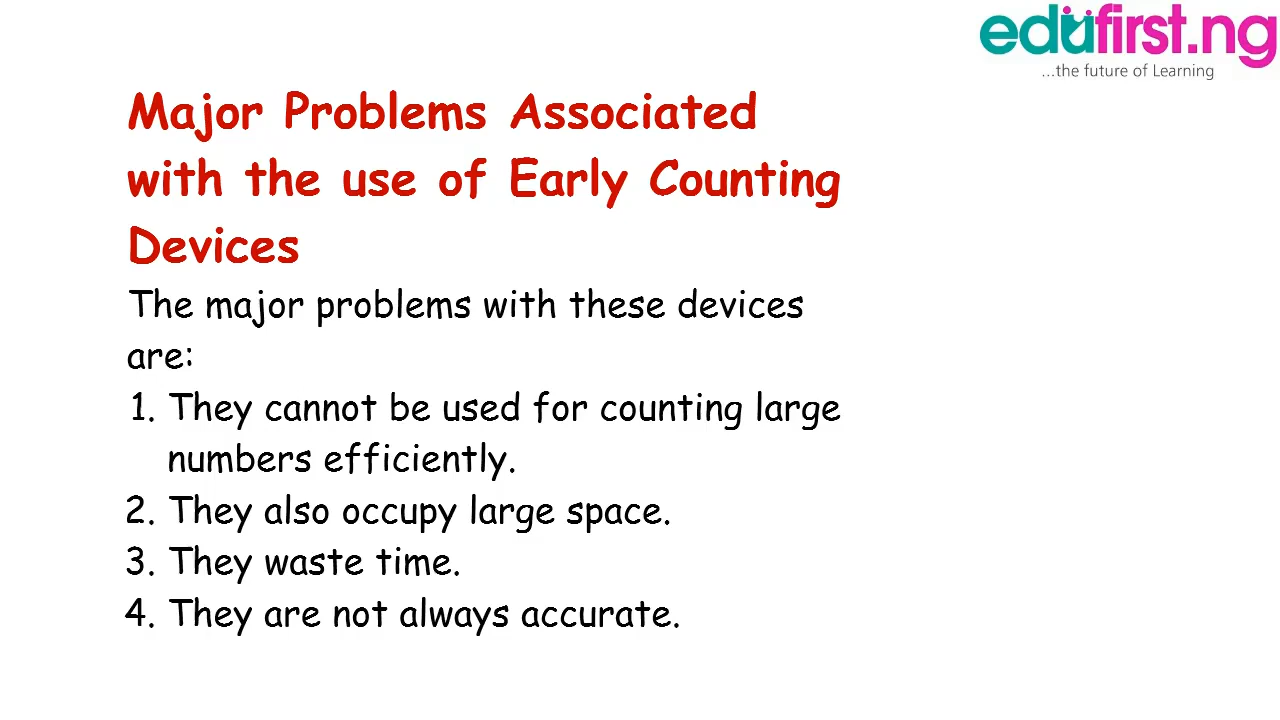 edufirst.ng
...the future of Learning
Major Problems Associated
with the use of Early Counting
Devices
The major problems with these devices
are:
1. They cannot be used for counting large
numbers efficiently.
2. They also occupy large space.
3. They waste time.
4. They are not always accurate.